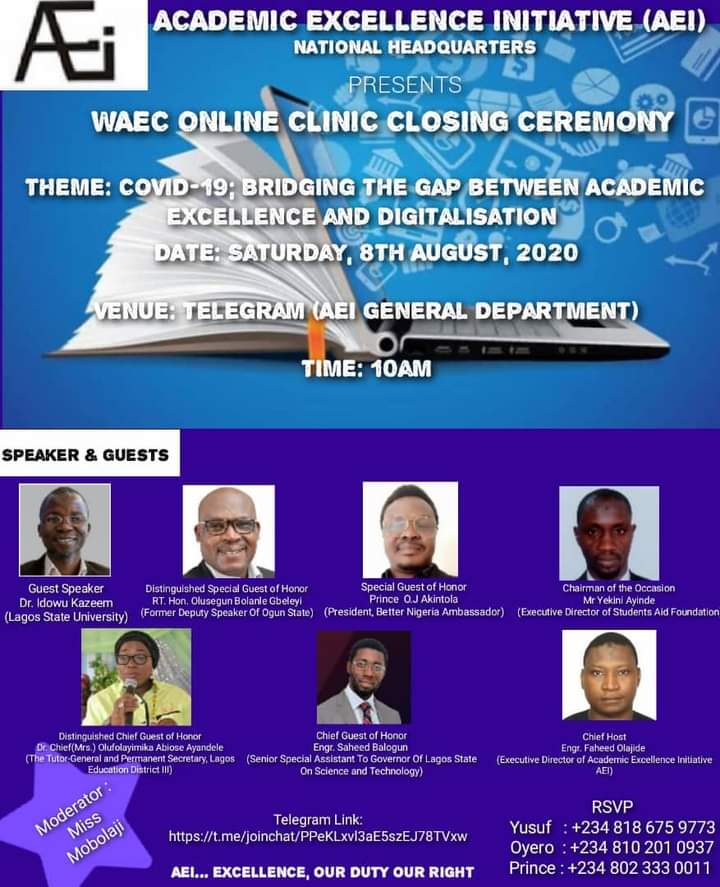 AEi
ACADEMIC EXCELLENCE INITIATIVE (AEI)
NATIONAL HEADQUARTERS
PRESENTS
WAEC ONLINE CLINIC CLOSING CEREMONY
THEME: COVID-19; BRIDGING THE GAP BETWEEN ACADEMIC
EXCELLENCE AND DIGITALISATION
DATE: SATURDAY, 8TH AUGUST, 2020
VENUE: TELEGRAM (AEI GENERAL DEPARTMENT)
TIME: 10AM
SPEAKER & GUESTS
Guest Speaker
Dr. Idowu Kazeem
(Lagos State University)
Distinguished Special Guest of Honor
RT. Hon. Olusegun Bolanle Gbeleyi
(Former Deputy Speaker Of Ogun State)
Special Guest of Honor
Prince O.J Akintola
(President, Better Nigeria Ambassador)
Chairman of the Occasion
Mr Yekini Ayinde
(Executive Director of Students Aid Foundation
Distinguished Chief Guest of Honor
Dr. Chief(Mrs.) Olufolayimika Abiose Ayandele
(The Tutor-General and Permanent Secretary, Lagos
Education District III)
Chief Guest of Honor
Engr. Saheed Balogun
(Senior Special Assistant To Governor Of Lagos State
On Science and Technology)
Chief Host
Engr. Faheed Olajide
(Executive Director of Academic Excellence Initiative
AEI)
Moderator :
Miss
Mobolaji
Telegram Link:
https://t.me/joinchat/PPeKLxvl3aE5szEJ78TVxw
AEI... EXCELLENCE, OUR DUTY OUR RIGHT
RSVP
Yusuf : +234 818 675 9773
Oyero : +234 810 201 0937
Prince : +234 802 333 0011